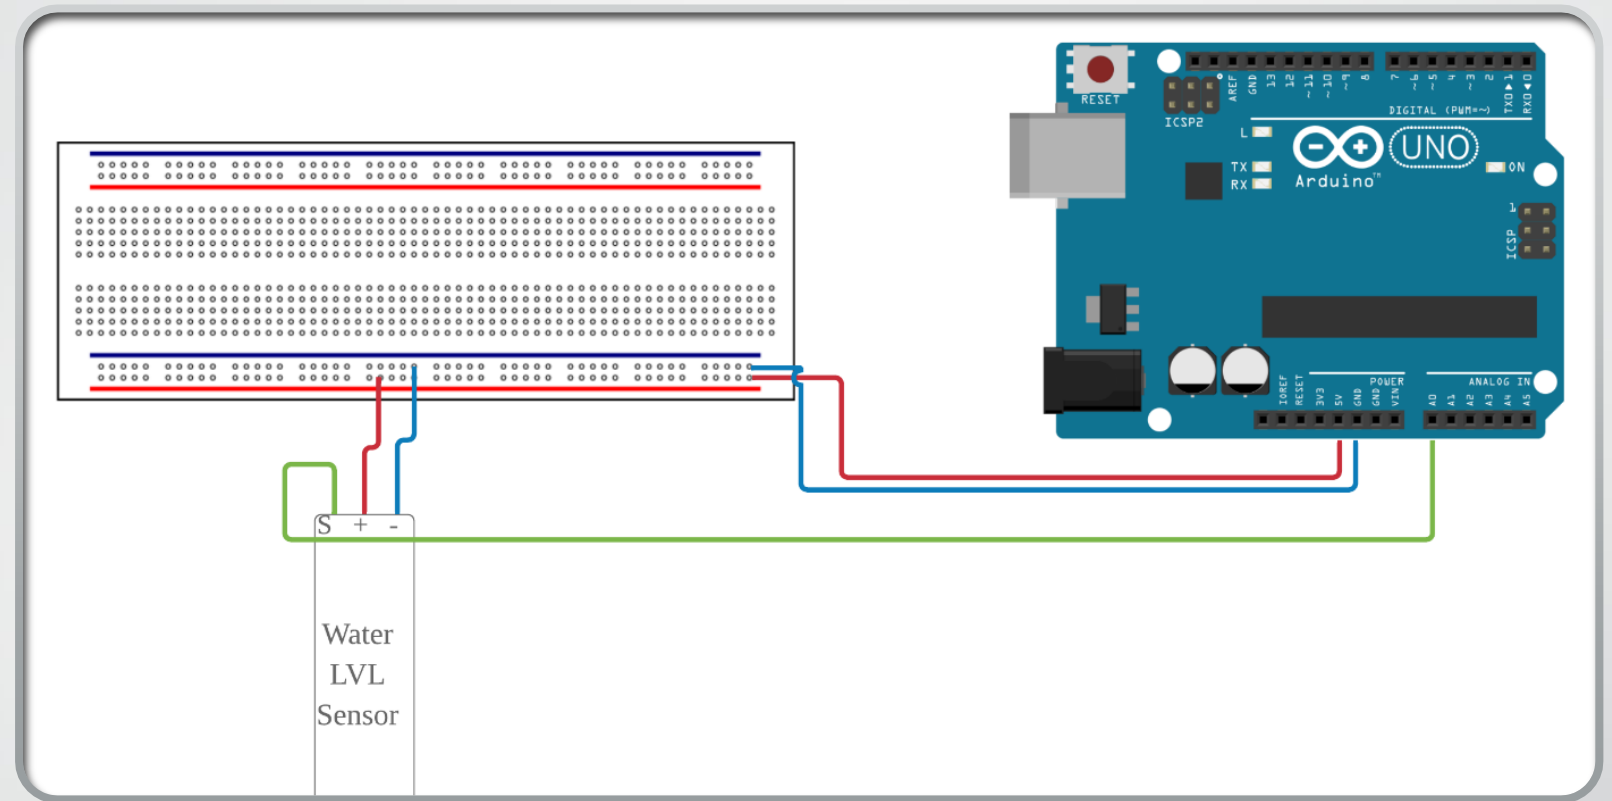 RESET
ICSP2
AREF
GND
13
12
~11
~10
~9
8
7
~6
~5
4
~3
2
TXD▶1
RXD◀0
DIGITAL (PWM=~)
L
TX
RX
Arduino™
UNO
ON
1
ICSP
POWER
ANALOG IN
IOREF
RESET
3V3
5V
GND
GND
VIN
A0
A1
A2
A3
A4
A5
S + -
Water
LVL
Sensor